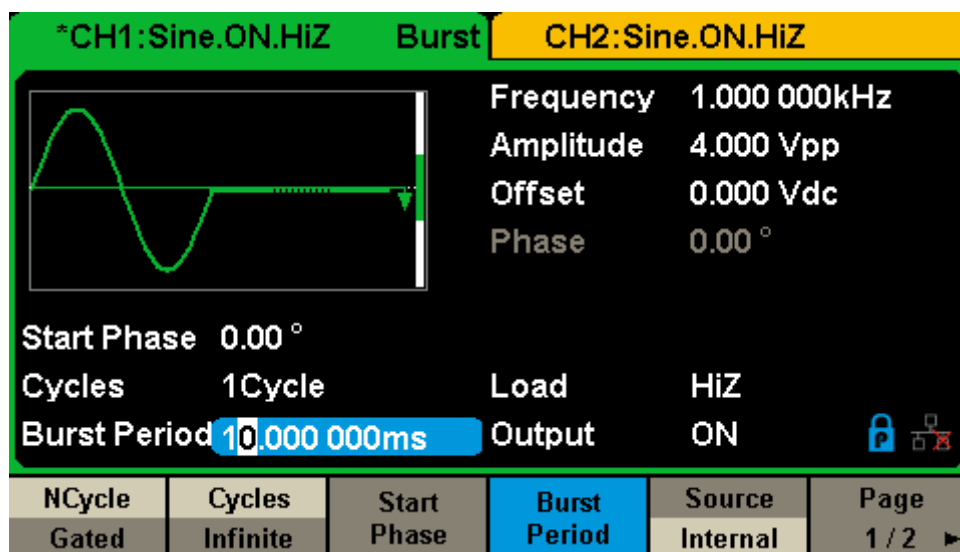 *CH1:Sine.ON.HiZ Burst CH2:Sine.ON.HiZ
Frequency 1.000 000kHz
Amplitude 4.000 Vpp
Offset 0.000 Vdc
Phase 0.00 °
Start Phase 0.00 °
Cycles 1Cycle Load HiZ
Burst Period 10.000 000ms Output ON P
NCycle Cycles Start Burst Source Page
Gated Infinite Phase Period Internal 1/2 ►